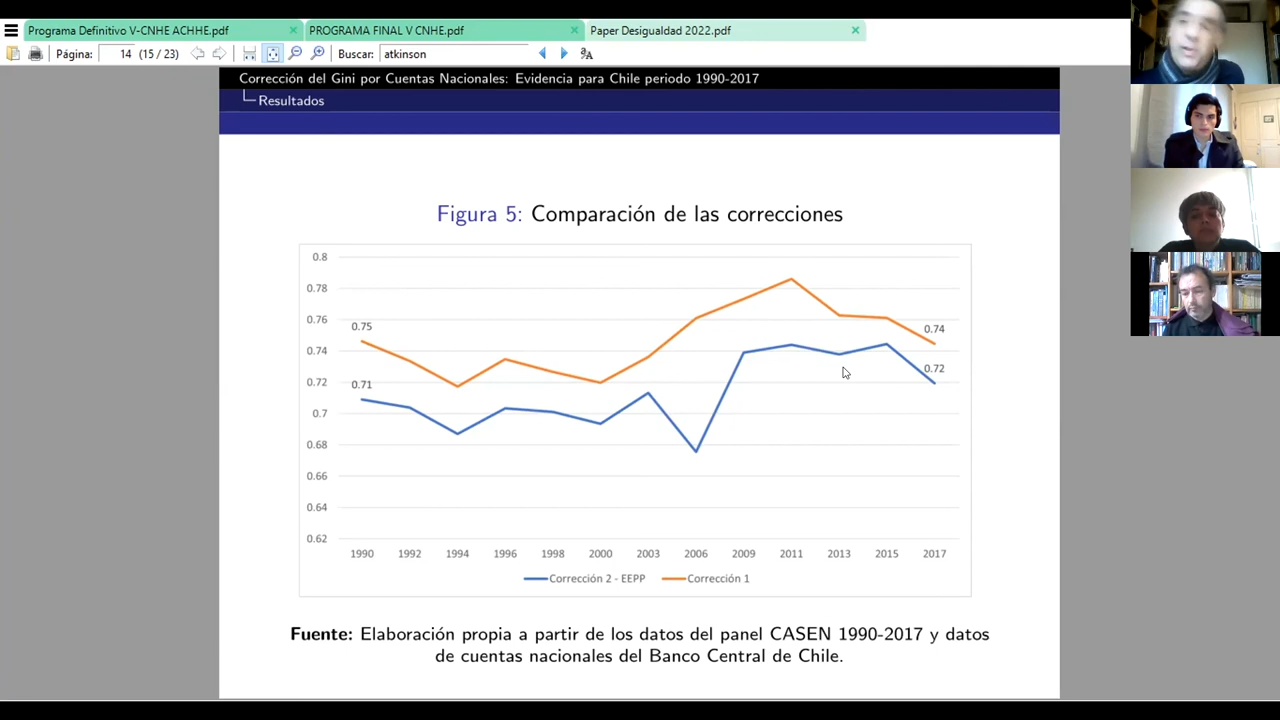 Programa Definitivo V-CNHE ACHHE.pdf
PROGRAMA FINAL V CNHE.pdf
Paper Desigualdad 2022.pdf
Página: 14 (15 / 23)
Buscar: atkinson
Corrección del Gini por Cuentas Nacionales: Evidencia para Chile periodo 1990-2017
Resultados
Figura 5: Comparación de las correcciones
0.8
0.78
0.76
0.74
0.72
0.7
0.68
0.66
0.64
0.62
0.75
0.71
0.74
0.72
1990 1992 1994 1996 1998 2000 2003 2006 2009 2011 2013 2015 2017
Corrección 2 - EEPP Corrección 1
Fuente: Elaboración propia a partir de los datos del panel CASEN 1990-2017 y datos
de cuentas nacionales del Banco Central de Chile.